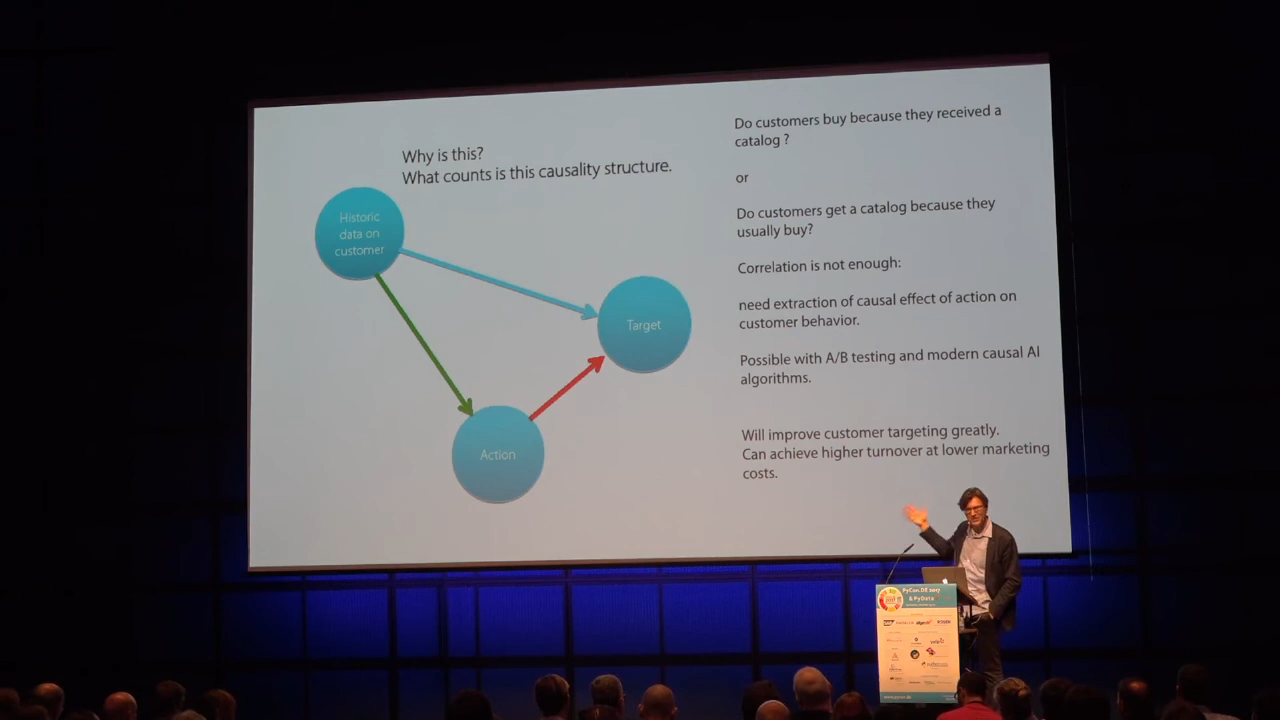 Why is this?
What counts is this causality structure.
Historic
data on
customer
Target
Action
Do customers buy because they received a
catalog ?
or
Do customers get a catalog because they
usually buy?
Correlation is not enough:
need extraction of causal effect of action on
customer behavior.
Possible with A/B testing and modern causal AI
algorithms.
Will improve customer targeting greatly.
Can achieve higher turnover at lower marketing
costs.
PyCon.DE 2017
& PyData